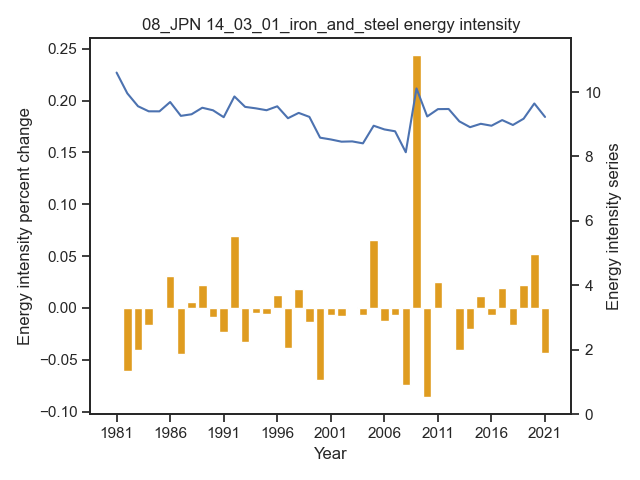 08_JPN 14_03_01_iron_and_steel energy intensity
0.25
0.20
0.15
0.10
0.05
0.00
−0.05
−0.10
Energy intensity percent change
10
8
6
4
2
0
Energy intensity series
1981 1986 1991 1996 2001 2006 2011 2016 2021
Year